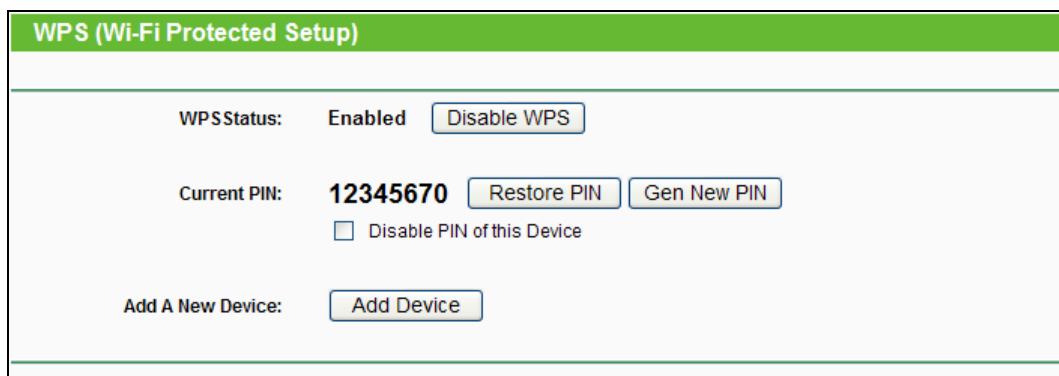 WPS (Wi-Fi Protected Setup)
WPS Status: Enabled Disable WPS
Current PIN: 12345670 Restore PIN Gen New PIN
Disable PIN of this Device
Add A New Device: Add Device